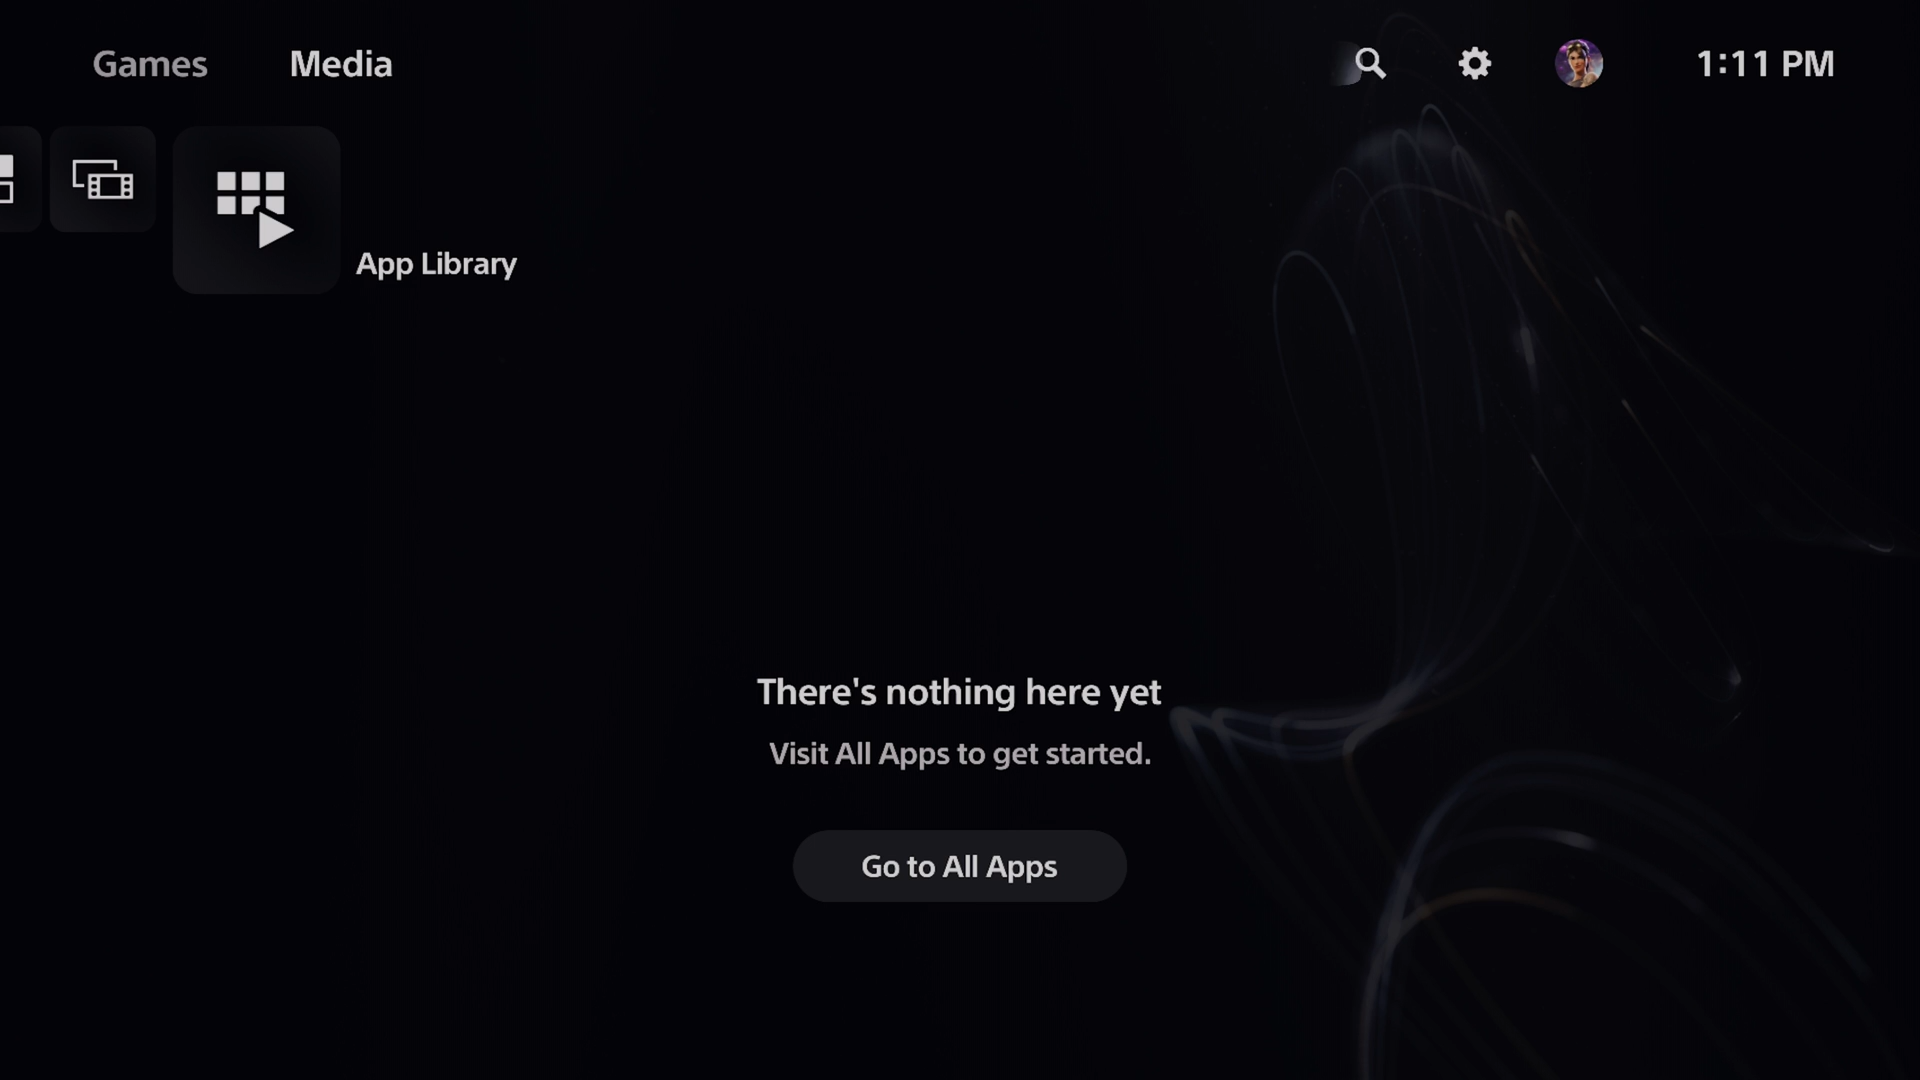 Games
Media
1:11 PM
App Library
There's nothing here yet
Visit All Apps to get started.
Go to All Apps